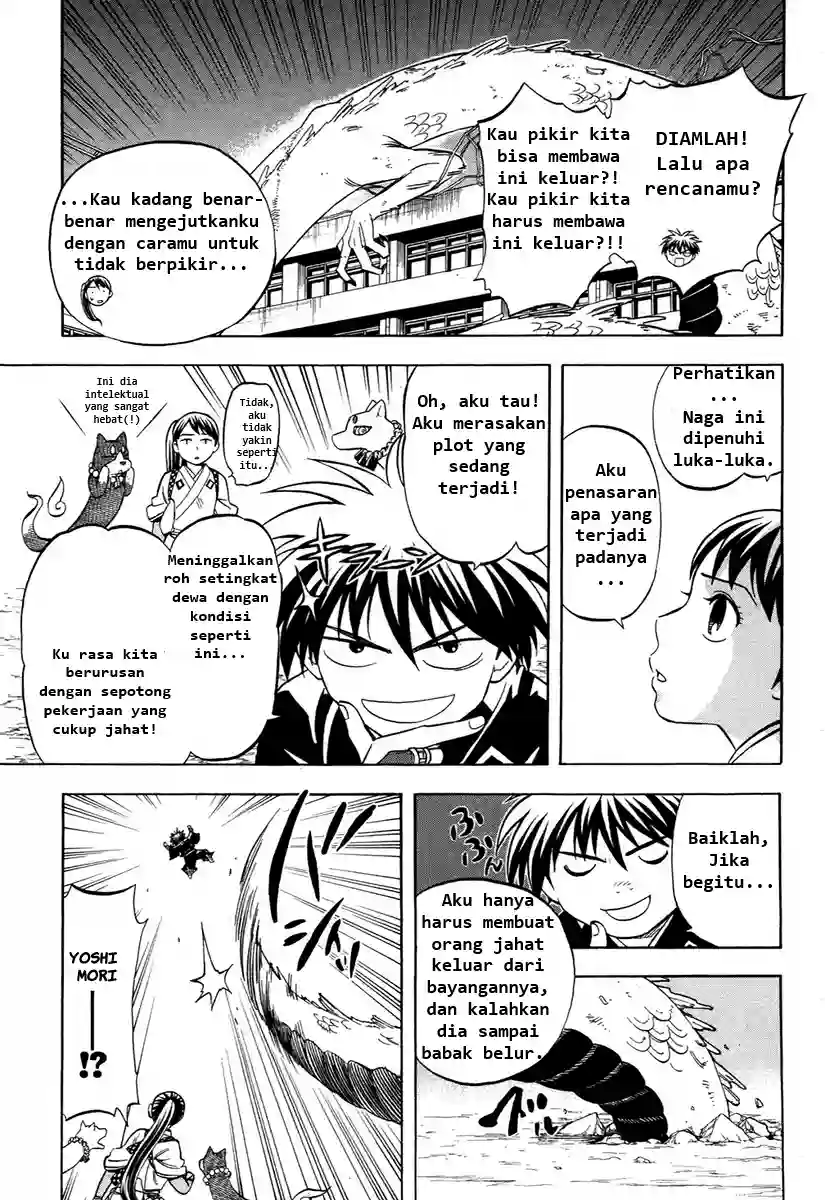 DIAMLAH!
Lalu apa
rencanamu?
Kau pikir kita
bisa membawa
ini keluar?!
Kau pikir kita
harus membawa
ini keluar?!!
...Kau kadang benar-
benar mengejutkanku
dengan caramu untuk
tidak berpikir...
Perhatikan
...
Naga ini
dipenuhi
luka-luka.
Aku
penasaran
apa yang
terjadi
padanya
...
Oh, aku tau!
Aku merasakan
plot yang
sedang
terjadi!
Tidak,
aku
tidak
yakin
seperti
itu..
Ini dia
intelektual
yang sangat
hebat(!)
Meninggalkan
roh setingkat
dewa dengan
kondisi
seperti
ini...
Ku rasa kita
berurusan
dengan sepotong
pekerjaan yang
cukup jahat!
Baiklah,
Jika
begitu...
ふふん
Aku hanya
harus membuat
orang jahat
keluar dari
bayangannya,
dan kalahkan
dia sampai
babak belur.
ズル
YOSHI
MORI
—!?